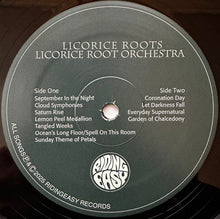 LICORICE ROOTS
LICORICE ROOT ORCHESTRA
Side One
September in the Night
Cloud Symphonies
Saturn Rise
Lemon Peel Medallion
Tangled Weeks
Ocean's Long Floor/Spell On This Room
Sunday Theme of Petals
Side Two
Coronation Day
Let Darkness Fall
Everyday Supernatural
Garden of Chalcedony
RIDING
EASY
ALL SONGS ℗ & © 2025 RIDINGEASY RECORDS